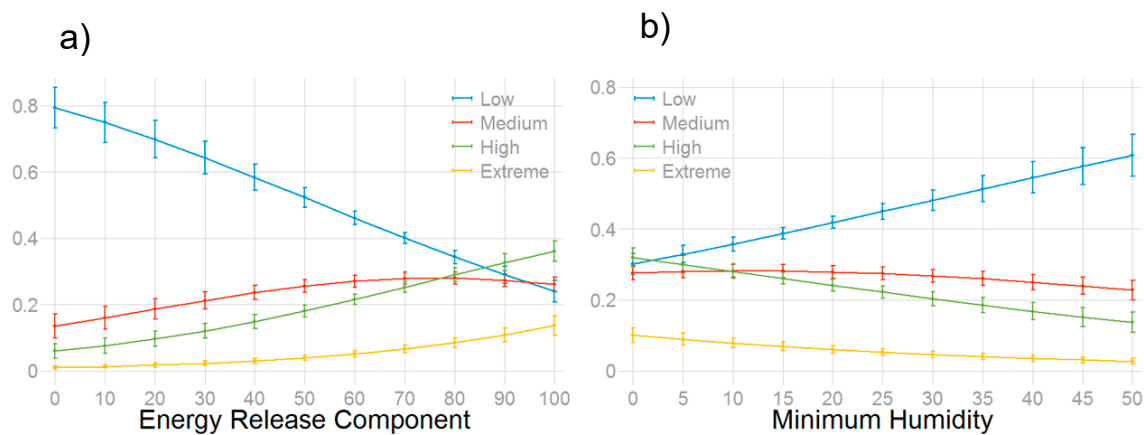 a)
0.8
0.6
0.4
0.2
0
Low
Medium
High
Extreme
0 10 20 30 40 50 60 70 80 90 100
Energy Release Component
b)
0.8
0.6
0.4
0.2
0
Low
Medium
High
Extreme
0 5 10 15 20 25 30 35 40 45 50
Minimum Humidity